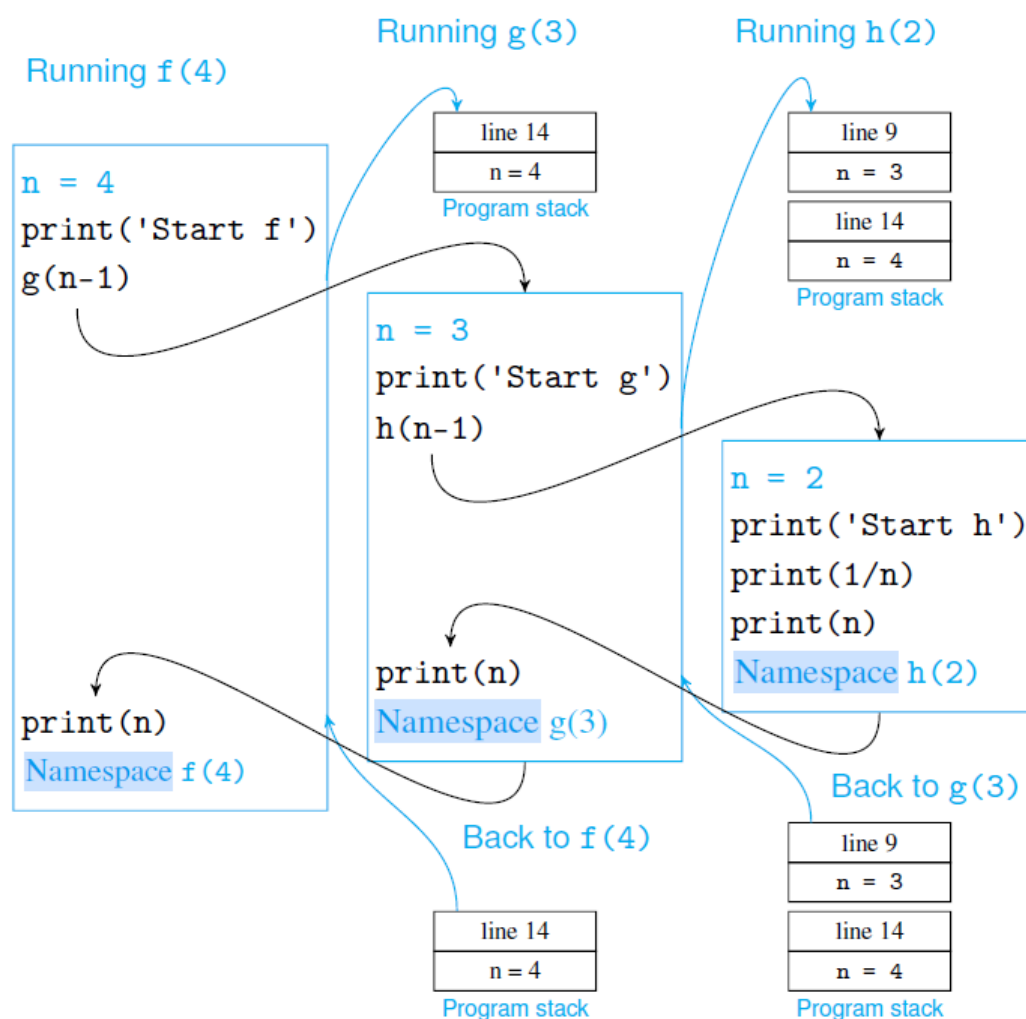 Running f(4)
n = 4
print('Start f')
g(n-1)
print(n)
Namespace f(4)
Running g(3)
line 14
n = 4
Program stack
n = 3
print('Start g')
h(n-1)
print(n)
Namespace g(3)
Back to f(4)
line 14
n = 4
Program stack
Running h(2)
line 9
n = 3
line 14
n = 4
Program stack
n = 2
print('Start h')
print(1/n)
print(n)
Namespace h(2)
Back to g(3)
line 9
n = 3
line 14
n = 4
Program stack